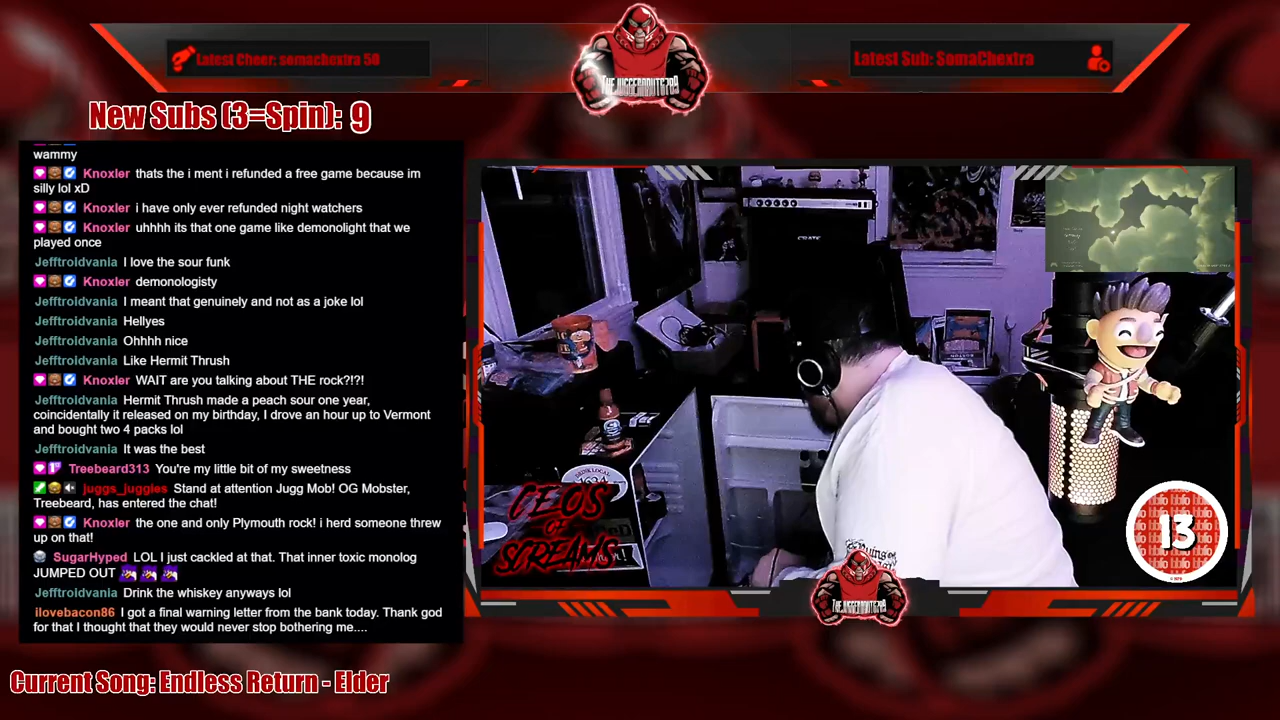 Latest Cheer: somachextra 50
THEJUGGERNAUT6789
Latest Sub: SomaChextra
New Subs (3=Spin): 9
wammy
Knoxler thats the i ment i refunded a free game because im
silly lol xD
Knoxler i have only ever refunded night watchers
Knoxler uhhhh its that one game like demonolight that we
played once
Jefftroidvania I love the sour funk
Knoxler demonologisty
Jefftroidvania I meant that genuinely and not as a joke lol
Jefftroidvania Hellyes
Jefftroidvania Ohhhh nice
Jefftroidvania Like Hermit Thrush
Knoxler WAIT are you talking about THE rock?!?!
Jefftroidvania Hermit Thrush made a peach sour one year,
coincidentally it released on my birthday, I drove an hour up to Vermont
and bought two 4 packs lol
Jefftroidvania It was the best
Treebeard313 You're my little bit of my sweetness
juggs_juggles Stand at attention Jugg Mob! OG Mobster,
Treebeard, has entered the chat!
Knoxler the one and only Plymouth rock! i herd someone threw
up on that!
SugarHyped LOL I just cackled at that. That inner toxic monolog
JUMPED OUT
Jefftroidvania Drink the whiskey anyways lol
ilovebacon86 I got a final warning letter from the bank today. Thank god
for that I thought that they would never stop bothering me....
CRATE
DRINK LOCAL
CEOS
OF
SCREAMS
THEJUGGERNAUT6789
13
Current Song: Endless Return - Elder